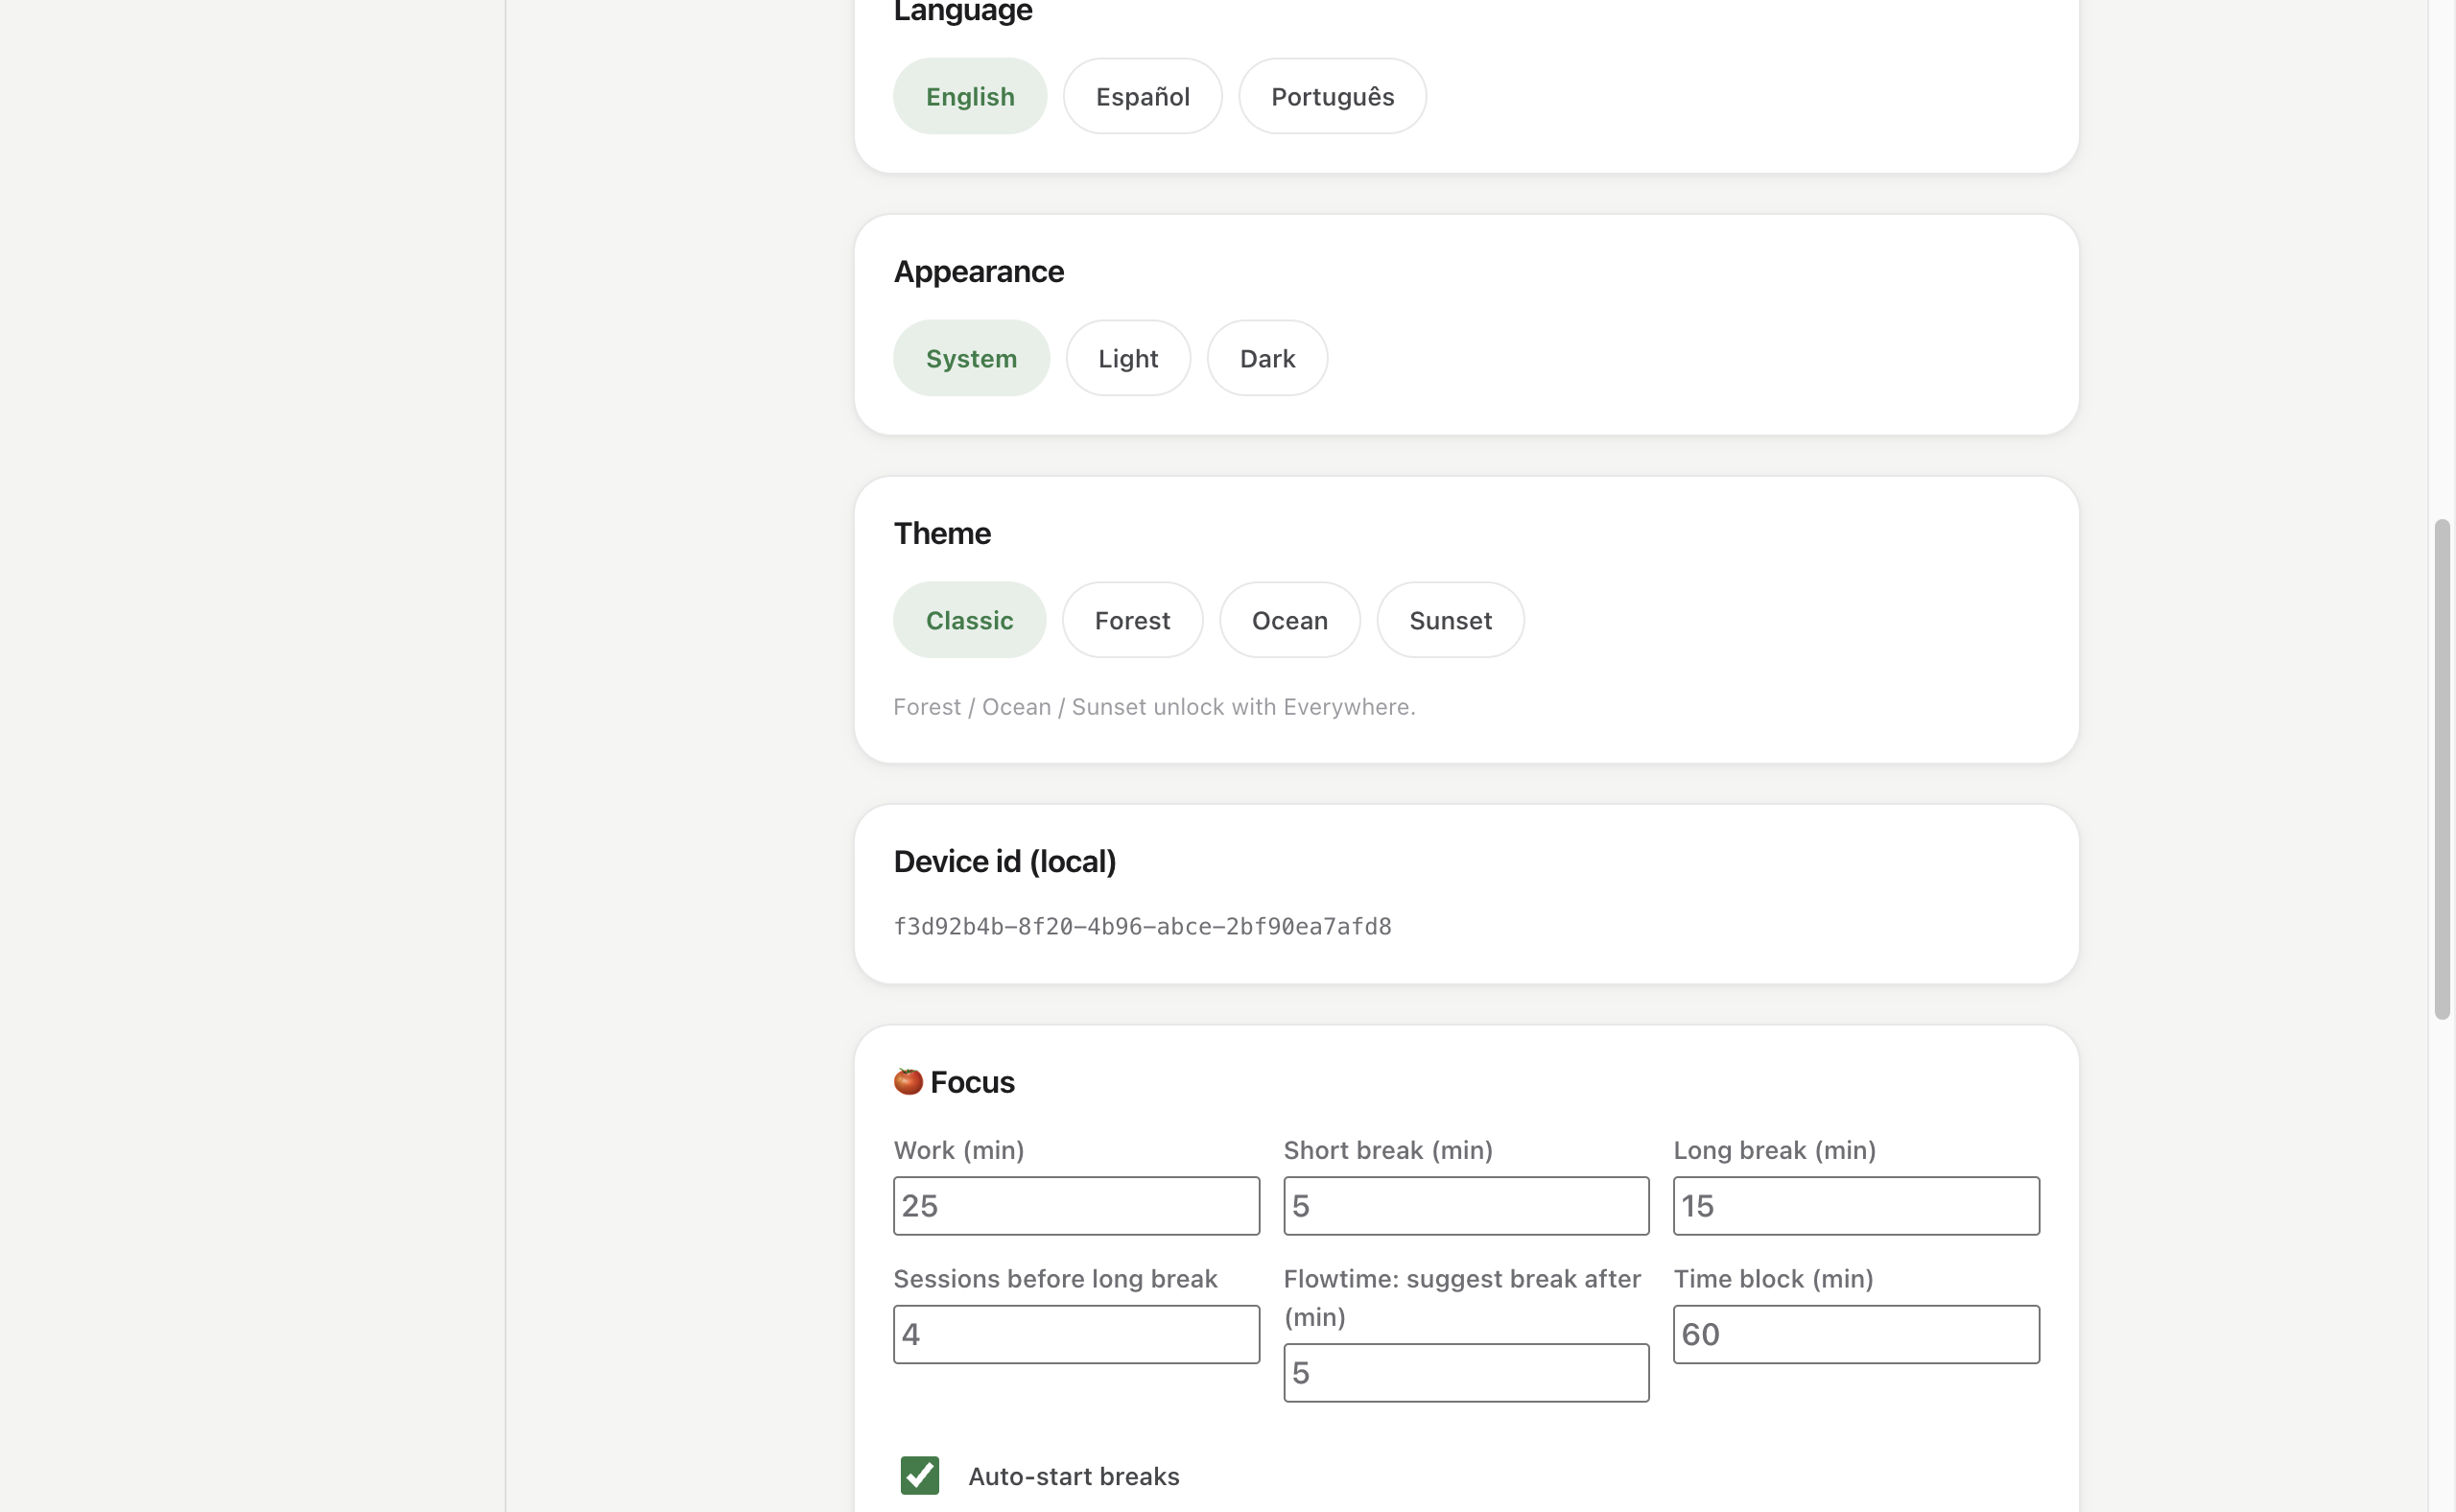 Language
English Español Português
Appearance
System Light Dark
Theme
Classic Forest Ocean Sunset
Forest / Ocean / Sunset unlock with Everywhere.
Device id (local)
f3d92b4b-8f20-4b96-abce-2bf90ea7afd8
🍅 Focus
Work (min) Short break (min) Long break (min)
25 5 15
Sessions before long break Flowtime: suggest break after (min) Time block (min)
4 5 60
Auto-start breaks